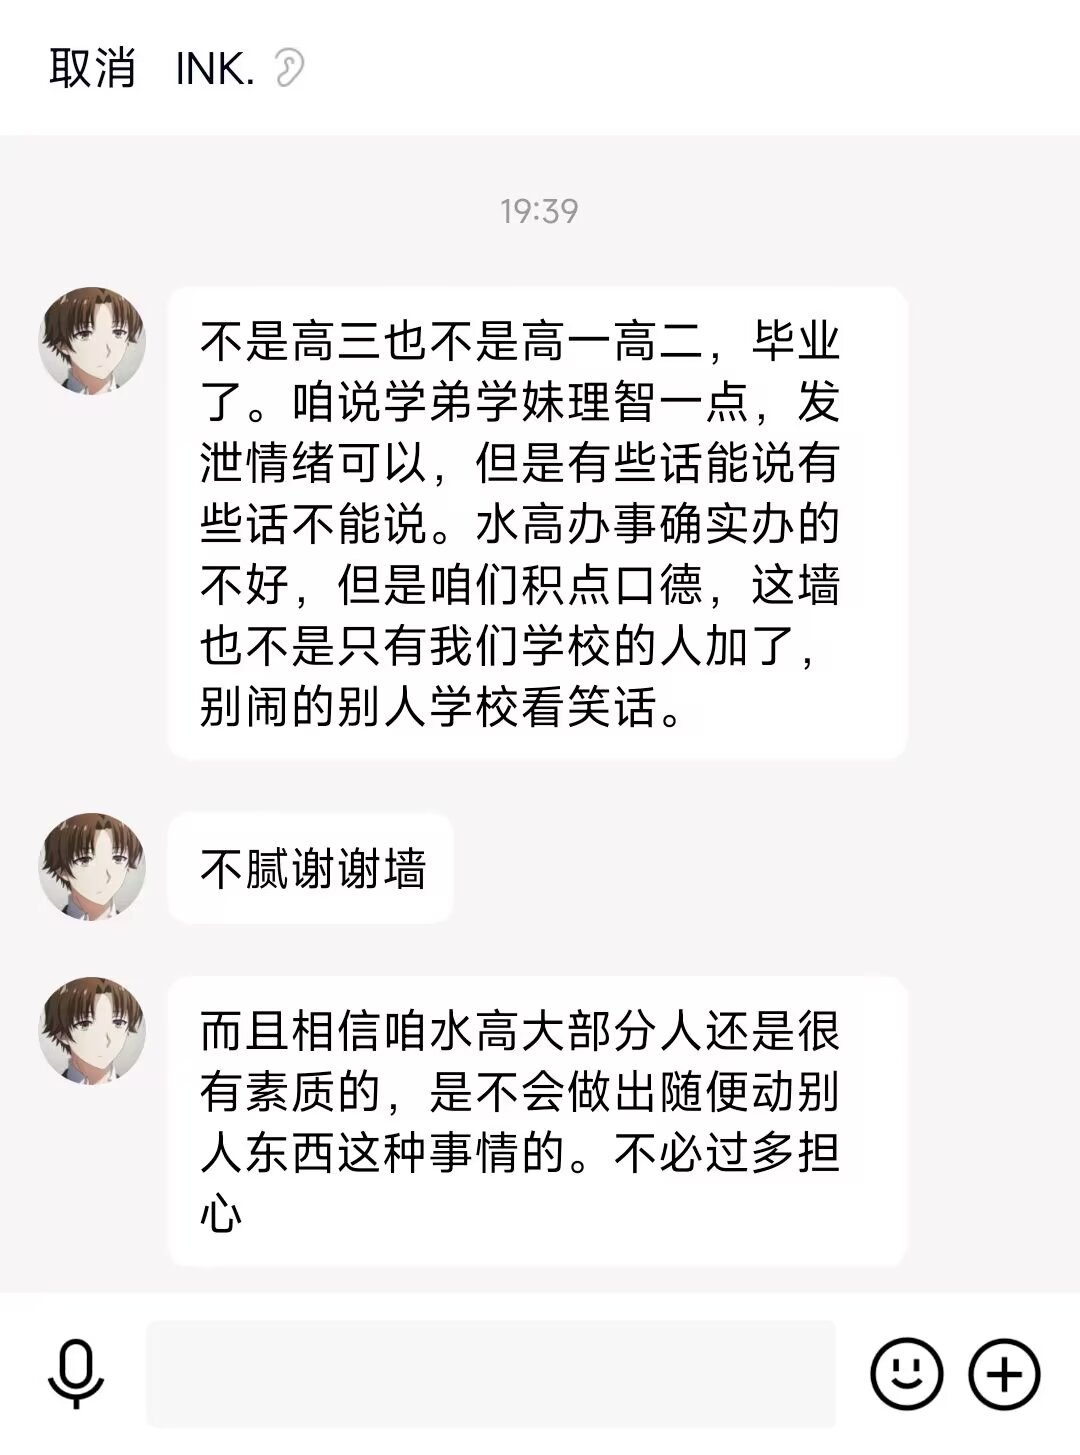 取消 INK.
19:39
不是高三也不是高一高二，毕业
了。咱说学弟学妹理智一点，发
泄情绪可以，但是有些话能说有
些话不能说。水高办事确实办的
不好，但是咱们积点口德，这墙
也不是只有我们学校的人加了，
别闹的别人学校看笑话。
不腻谢谢墙
而且相信咱水高大部分人还是很
有素质的，是不会做出随便动别
人东西这种事情的。不必过多担
心